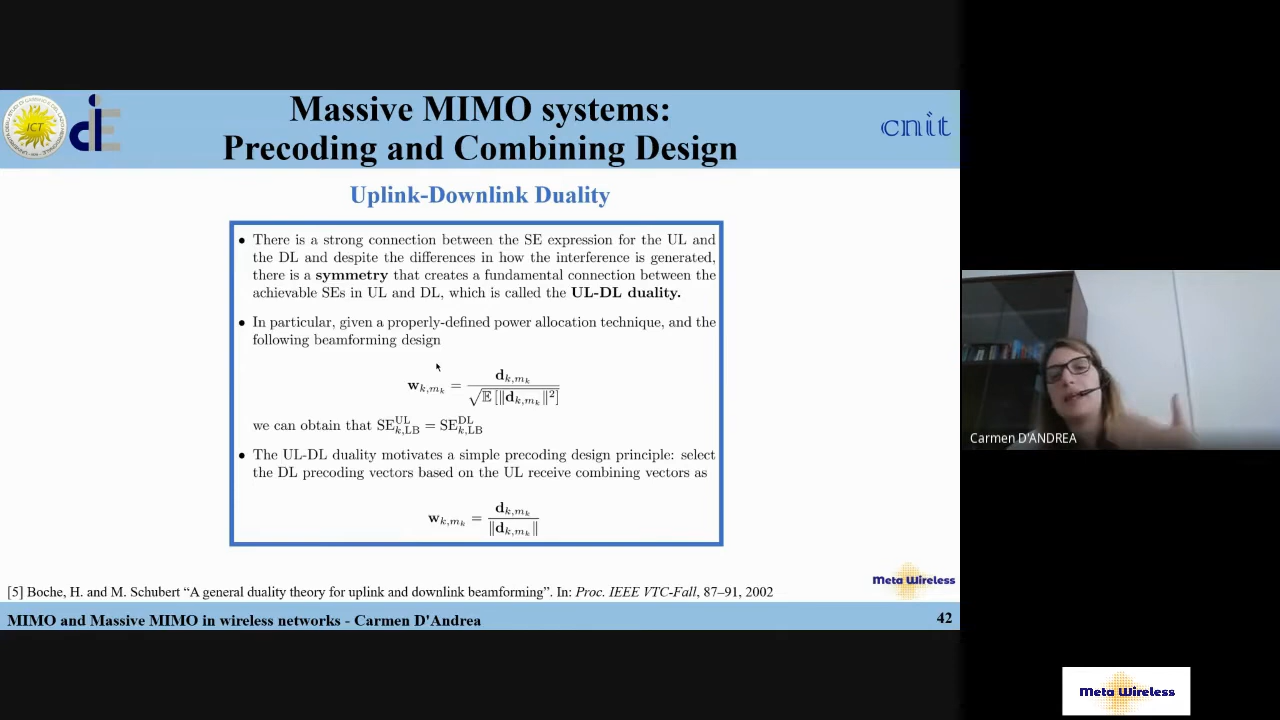 Massive MIMO systems:
Precoding and Combining Design
cnit
ICT
dIE
Uplink-Downlink Duality
• There is a strong connection between the SE expression for the UL and
the DL and despite the differences in how the interference is generated,
there is a symmetry that creates a fundamental connection between the
achievable SEs in UL and DL, which is called the UL-DL duality.
• In particular, given a properly-defined power allocation technique, and the
following beamforming design
w_{k,m_k} = d_{k,m_k} / √(𝔼[‖d_{k,m_k}‖²])
we can obtain that SE^{UL}_{k,LB} = SE^{DL}_{k,LB}
• The UL-DL duality motivates a simple precoding design principle: select
the DL precoding vectors based on the UL receive combining vectors as
w_{k,m_k} = d_{k,m_k} / ‖d_{k,m_k}‖
Meta Wireless
[5] Boche, H. and M. Schubert “A general duality theory for uplink and downlink beamforming”. In: Proc. IEEE VTC-Fall, 87–91, 2002
MIMO and Massive MIMO in wireless networks - Carmen D'Andrea
42
Carmen D'ANDREA
Meta Wireless